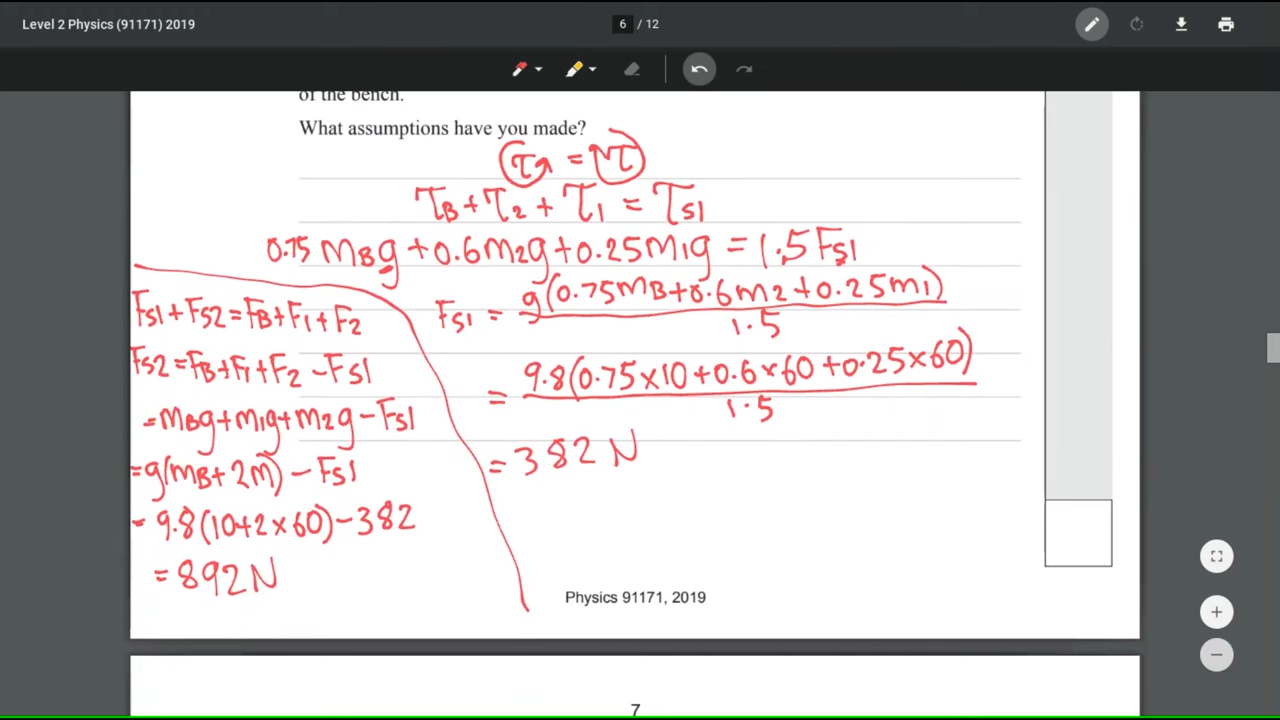 Level 2 Physics (91171) 2019
6 / 12
of the bench.
What assumptions have you made?
τB + τ2 + τ1 = τS1
0.75 mBg + 0.6m2g + 0.25m1g = 1.5 FS1
FS1 = g(0.75mB + 0.6m2 + 0.25m1) / 1.5
= 9.8(0.75×10 + 0.6×60 + 0.25×60) / 1.5
= 382 N
FS1 + FS2 = FB + F1 + F2
FS2 = FB + F1 + F2 − FS1
= mBg + m1g + m2g − FS1
= g(mB + 2m) − FS1
= 9.8(10+2×60) − 382
= 892 N
Physics 91171, 2019
7